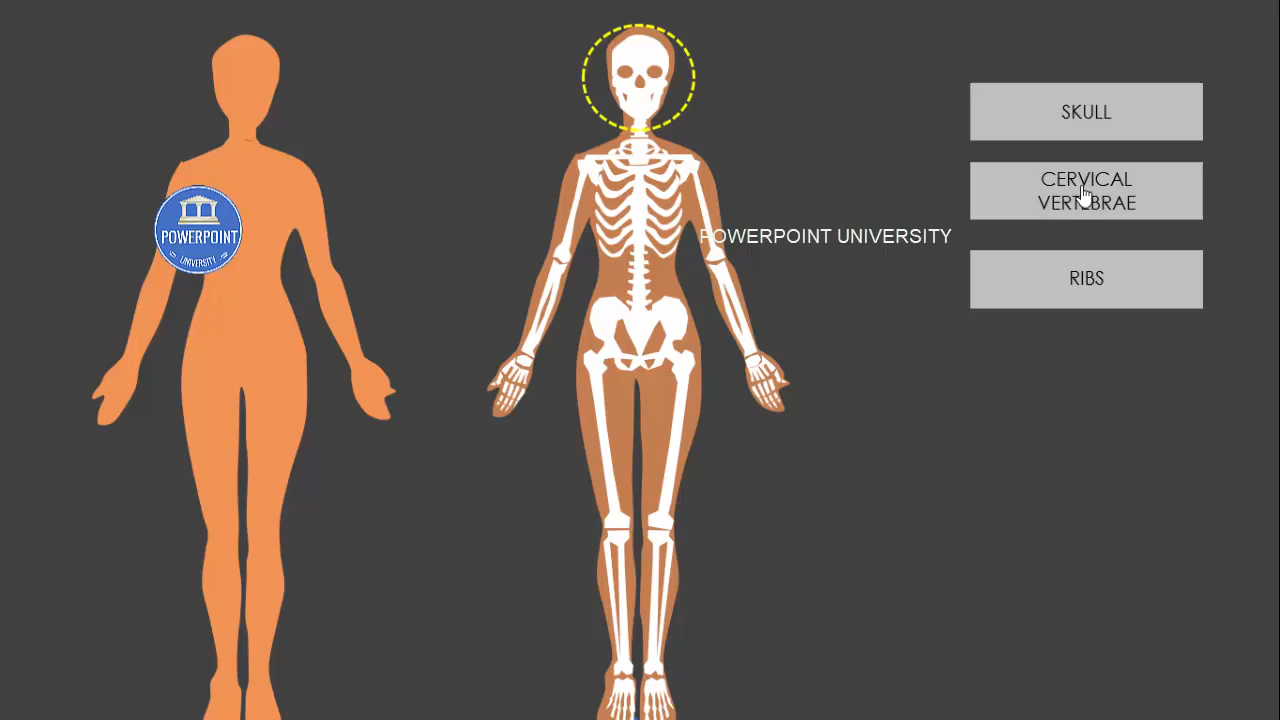 SKULL
CERVICAL
VERTEBRAE
POWERPOINT
UNIVERSITY
POWERPOINT UNIVERSITY
RIBS